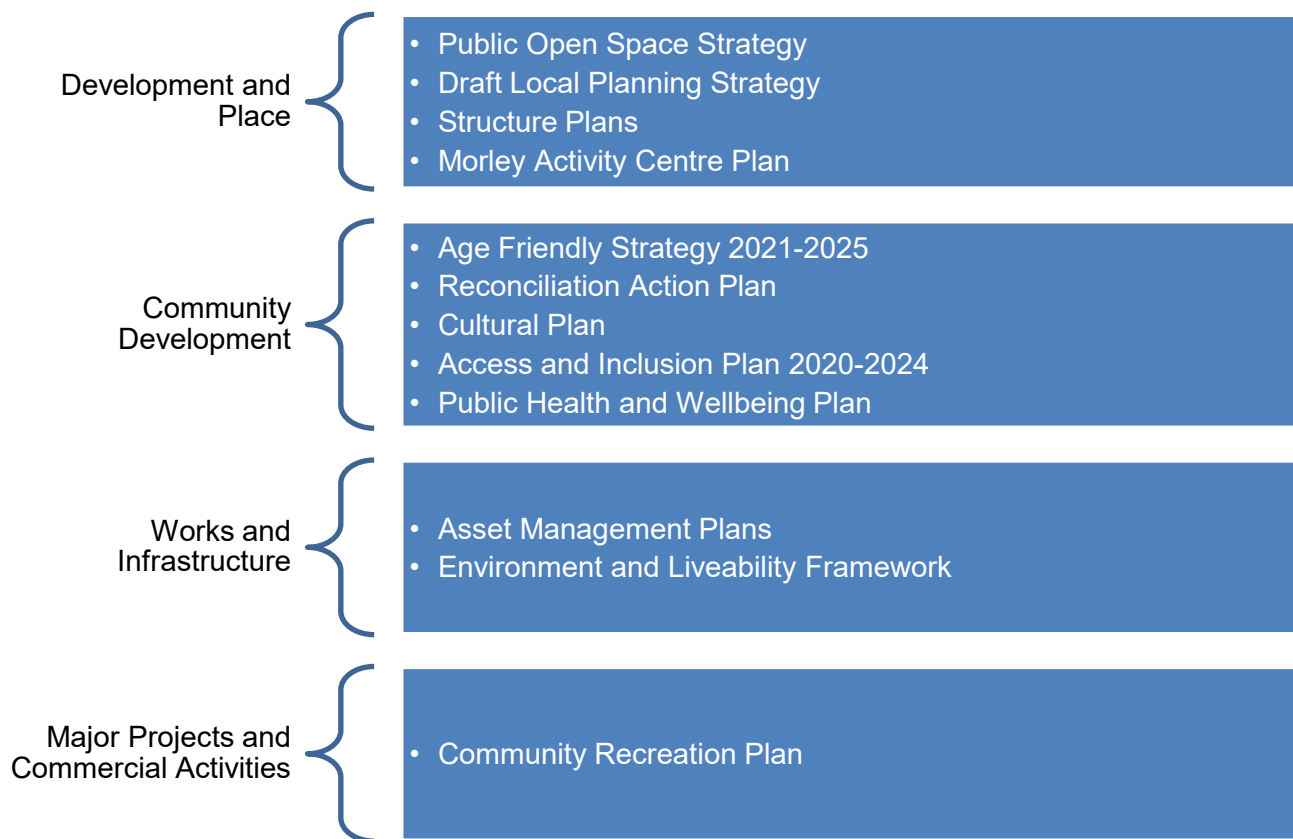 Development and
Place
• Public Open Space Strategy
• Draft Local Planning Strategy
• Structure Plans
• Morley Activity Centre Plan
Community
Development
• Age Friendly Strategy 2021-2025
• Reconciliation Action Plan
• Cultural Plan
• Access and Inclusion Plan 2020-2024
• Public Health and Wellbeing Plan
Works and
Infrastructure
• Asset Management Plans
• Environment and Liveability Framework
Major Projects and
Commercial Activities
• Community Recreation Plan